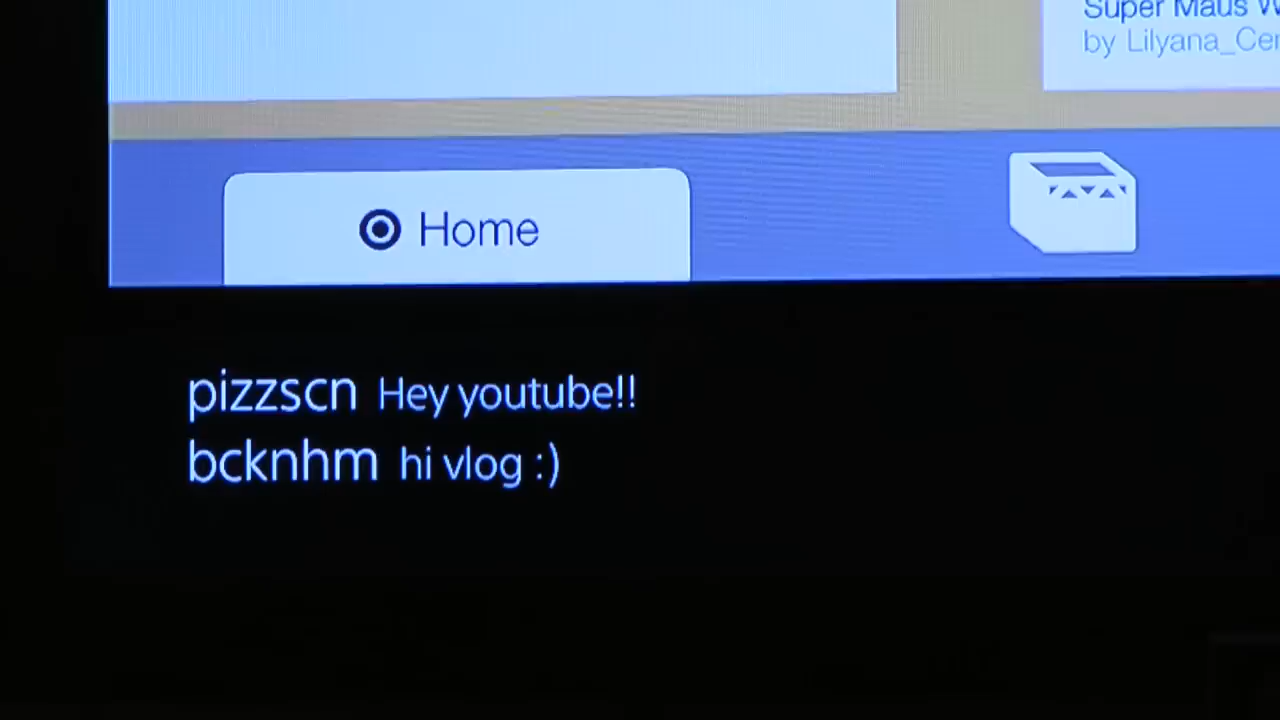 Super Maus
by Lilyana_Cer
Home
pizzscn Hey youtube!!
bcknhm hi vlog :)